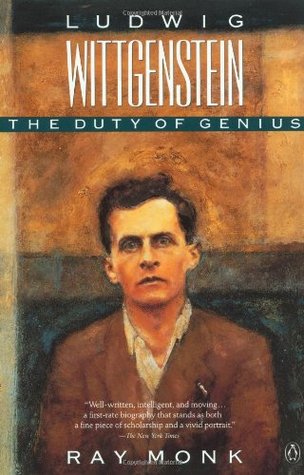 LUDWIG
WITTGENSTEIN
THE DUTY OF GENIUS
"Well-written, intelligent, and moving...
a first-rate biography that stands as both
a fine piece of scholarship and a vivid portrait."
—The New York Times
RAY MONK